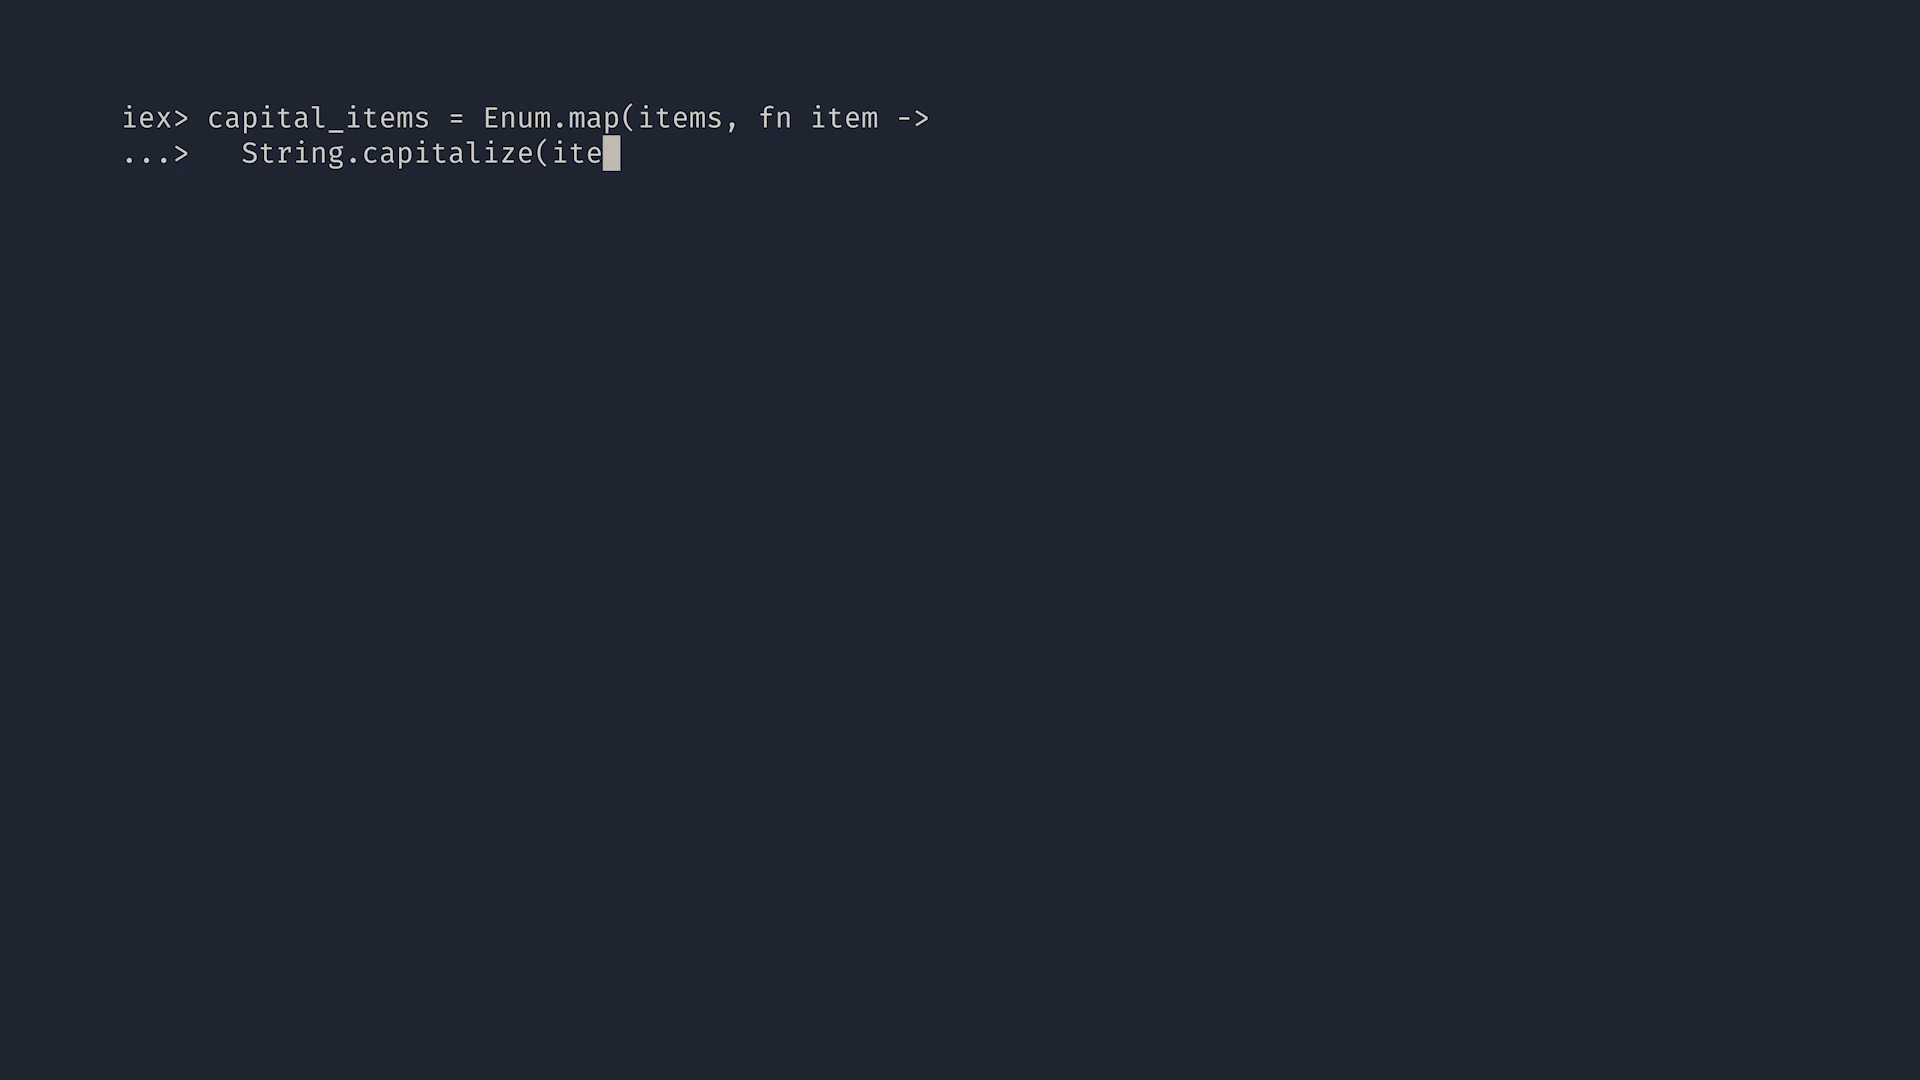 iex> capital_items = Enum.map(items, fn item ->
...>   String.capitalize(ite